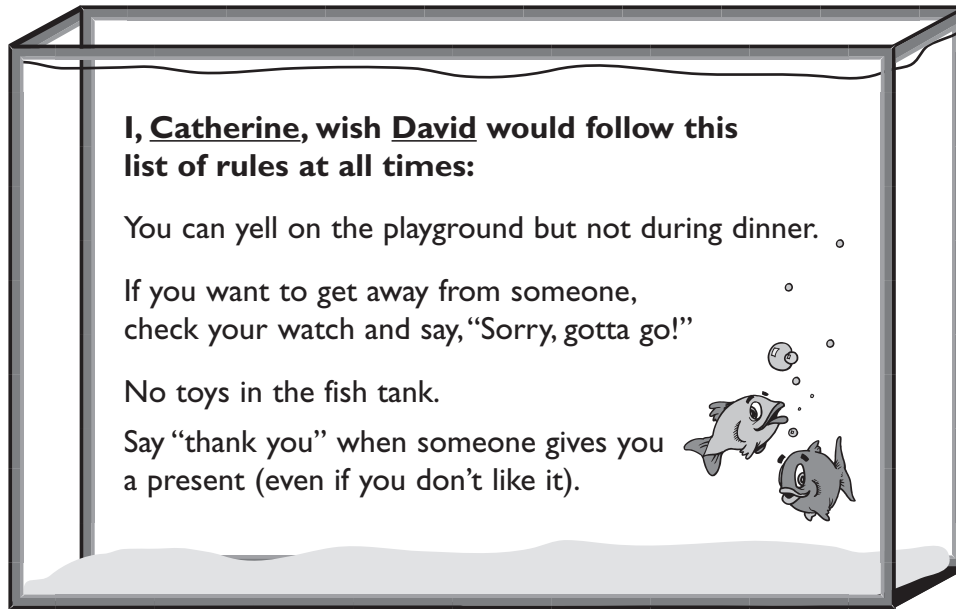 I, Catherine, wish David would follow this
list of rules at all times:
You can yell on the playground but not during dinner.
If you want to get away from someone,
check your watch and say, “Sorry, gotta go!”
No toys in the fish tank.
Say “thank you” when someone gives you
a present (even if you don’t like it).